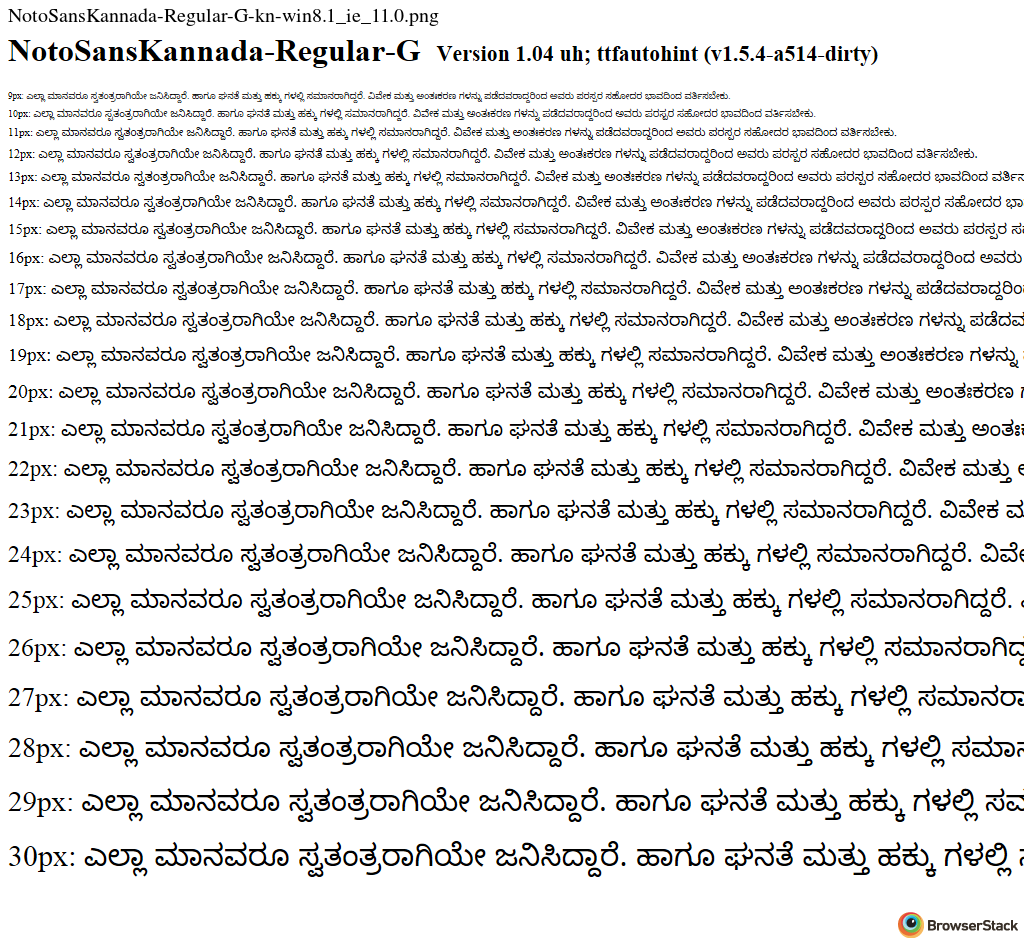 NotoSansKannada-Regular-G-kn-win8.1_ie_11.0.png
NotoSansKannada-Regular-G Version 1.04 uh; ttfautohint (v1.5.4-a514-dirty)
9px: ಎಲ್ಲಾ ಮಾನವರೂ ಸ್ವತಂತ್ರರಾಗಿಯೇ ಜನಿಸಿದ್ದಾರೆ. ಹಾಗೂ ಘನತೆ ಮತ್ತು ಹಕ್ಕು ಗಳಲ್ಲಿ ಸಮಾನರಾಗಿದ್ದರೆ. ವಿವೇಕ ಮತ್ತು ಅಂತಃಕರಣ ಗಳನ್ನು ಪಡೆದವರಾದ್ದರಿಂದ ಅವರು ಪರಸ್ಪರ ಸಹೋದರ ಭಾವದಿಂದ ವರ್ತಿಸಬೇಕು.
10px: ಎಲ್ಲಾ ಮಾನವರೂ ಸ್ವತಂತ್ರರಾಗಿಯೇ ಜನಿಸಿದ್ದಾರೆ. ಹಾಗೂ ಘನತೆ ಮತ್ತು ಹಕ್ಕು ಗಳಲ್ಲಿ ಸಮಾನರಾಗಿದ್ದರೆ. ವಿವೇಕ ಮತ್ತು ಅಂತಃಕರಣ ಗಳನ್ನು ಪಡೆದವರಾದ್ದರಿಂದ ಅವರು ಪರಸ್ಪರ ಸಹೋದರ ಭಾವದಿಂದ ವರ್ತಿಸಬೇಕು.
11px: ಎಲ್ಲಾ ಮಾನವರೂ ಸ್ವತಂತ್ರರಾಗಿಯೇ ಜನಿಸಿದ್ದಾರೆ. ಹಾಗೂ ಘನತೆ ಮತ್ತು ಹಕ್ಕು ಗಳಲ್ಲಿ ಸಮಾನರಾಗಿದ್ದರೆ. ವಿವೇಕ ಮತ್ತು ಅಂತಃಕರಣ ಗಳನ್ನು ಪಡೆದವರಾದ್ದರಿಂದ ಅವರು ಪರಸ್ಪರ ಸಹೋದರ ಭಾವದಿಂದ ವರ್ತಿಸಬೇಕು.
12px: ಎಲ್ಲಾ ಮಾನವರೂ ಸ್ವತಂತ್ರರಾಗಿಯೇ ಜನಿಸಿದ್ದಾರೆ. ಹಾಗೂ ಘನತೆ ಮತ್ತು ಹಕ್ಕು ಗಳಲ್ಲಿ ಸಮಾನರಾಗಿದ್ದರೆ. ವಿವೇಕ ಮತ್ತು ಅಂತಃಕರಣ ಗಳನ್ನು ಪಡೆದವರಾದ್ದರಿಂದ ಅವರು ಪರಸ್ಪರ ಸಹೋದರ ಭಾವದಿಂದ ವರ್ತಿಸಬೇಕು.
13px: ಎಲ್ಲಾ ಮಾನವರೂ ಸ್ವತಂತ್ರರಾಗಿಯೇ ಜನಿಸಿದ್ದಾರೆ. ಹಾಗೂ ಘನತೆ ಮತ್ತು ಹಕ್ಕು ಗಳಲ್ಲಿ ಸಮಾನರಾಗಿದ್ದರೆ. ವಿವೇಕ ಮತ್ತು ಅಂತಃಕರಣ ಗಳನ್ನು ಪಡೆದವರಾದ್ದರಿಂದ ಅವರು ಪರಸ್ಪರ ಸಹೋದರ ಭಾವದಿಂದ
14px: ಎಲ್ಲಾ ಮಾನವರೂ ಸ್ವತಂತ್ರರಾಗಿಯೇ ಜನಿಸಿದ್ದಾರೆ. ಹಾಗೂ ಘನತೆ ಮತ್ತು ಹಕ್ಕು ಗಳಲ್ಲಿ ಸಮಾನರಾಗಿದ್ದರೆ. ವಿವೇಕ ಮತ್ತು ಅಂತಃಕರಣ ಗಳನ್ನು ಪಡೆದವರಾದ್ದರಿಂದ ಅವರು ಪರಸ್ಪರ ಸಹೋದರ ಭಾ
15px: ಎಲ್ಲಾ ಮಾನವರೂ ಸ್ವತಂತ್ರರಾಗಿಯೇ ಜನಿಸಿದ್ದಾರೆ. ಹಾಗೂ ಘನತೆ ಮತ್ತು ಹಕ್ಕು ಗಳಲ್ಲಿ ಸಮಾನರಾಗಿದ್ದರೆ. ವಿವೇಕ ಮತ್ತು ಅಂತಃಕರಣ ಗಳನ್ನು ಪಡೆದವರಾದ್ದರಿಂದ ಅವರು ಪರಸ್ಪರ
16px: ಎಲ್ಲಾ ಮಾನವರೂ ಸ್ವತಂತ್ರರಾಗಿಯೇ ಜನಿಸಿದ್ದಾರೆ. ಹಾಗೂ ಘನತೆ ಮತ್ತು ಹಕ್ಕು ಗಳಲ್ಲಿ ಸಮಾನರಾಗಿದ್ದರೆ. ವಿವೇಕ ಮತ್ತು ಅಂತಃಕರಣ ಗಳನ್ನು ಪಡೆದವರಾದ್ದರಿಂದ ಅವರು
17px: ಎಲ್ಲಾ ಮಾನವರೂ ಸ್ವತಂತ್ರರಾಗಿಯೇ ಜನಿಸಿದ್ದಾರೆ. ಹಾಗೂ ಘನತೆ ಮತ್ತು ಹಕ್ಕು ಗಳಲ್ಲಿ ಸಮಾನರಾಗಿದ್ದರೆ. ವಿವೇಕ ಮತ್ತು ಅಂತಃಕರಣ ಗಳನ್ನು ಪಡೆದವರಾದ್ದರಿಂ
18px: ಎಲ್ಲಾ ಮಾನವರೂ ಸ್ವತಂತ್ರರಾಗಿಯೇ ಜನಿಸಿದ್ದಾರೆ. ಹಾಗೂ ಘನತೆ ಮತ್ತು ಹಕ್ಕು ಗಳಲ್ಲಿ ಸಮಾನರಾಗಿದ್ದರೆ. ವಿವೇಕ ಮತ್ತು ಅಂತಃಕರಣ ಗಳನ್ನು ಪಡೆದವ
19px: ಎಲ್ಲಾ ಮಾನವರೂ ಸ್ವತಂತ್ರರಾಗಿಯೇ ಜನಿಸಿದ್ದಾರೆ. ಹಾಗೂ ಘನತೆ ಮತ್ತು ಹಕ್ಕು ಗಳಲ್ಲಿ ಸಮಾನರಾಗಿದ್ದರೆ. ವಿವೇಕ ಮತ್ತು ಅಂತಃಕರಣ ಗಳನ್ನು
20px: ಎಲ್ಲಾ ಮಾನವರೂ ಸ್ವತಂತ್ರರಾಗಿಯೇ ಜನಿಸಿದ್ದಾರೆ. ಹಾಗೂ ಘನತೆ ಮತ್ತು ಹಕ್ಕು ಗಳಲ್ಲಿ ಸಮಾನರಾಗಿದ್ದರೆ. ವಿವೇಕ ಮತ್ತು ಅಂತಃಕರಣ
21px: ಎಲ್ಲಾ ಮಾನವರೂ ಸ್ವತಂತ್ರರಾಗಿಯೇ ಜನಿಸಿದ್ದಾರೆ. ಹಾಗೂ ಘನತೆ ಮತ್ತು ಹಕ್ಕು ಗಳಲ್ಲಿ ಸಮಾನರಾಗಿದ್ದರೆ. ವಿವೇಕ ಮತ್ತು ಅಂತಃ
22px: ಎಲ್ಲಾ ಮಾನವರೂ ಸ್ವತಂತ್ರರಾಗಿಯೇ ಜನಿಸಿದ್ದಾರೆ. ಹಾಗೂ ಘನತೆ ಮತ್ತು ಹಕ್ಕು ಗಳಲ್ಲಿ ಸಮಾನರಾಗಿದ್ದರೆ. ವಿವೇಕ ಮತ್ತು
23px: ಎಲ್ಲಾ ಮಾನವರೂ ಸ್ವತಂತ್ರರಾಗಿಯೇ ಜನಿಸಿದ್ದಾರೆ. ಹಾಗೂ ಘನತೆ ಮತ್ತು ಹಕ್ಕು ಗಳಲ್ಲಿ ಸಮಾನರಾಗಿದ್ದರೆ. ವಿವೇಕ
24px: ಎಲ್ಲಾ ಮಾನವರೂ ಸ್ವತಂತ್ರರಾಗಿಯೇ ಜನಿಸಿದ್ದಾರೆ. ಹಾಗೂ ಘನತೆ ಮತ್ತು ಹಕ್ಕು ಗಳಲ್ಲಿ ಸಮಾನರಾಗಿದ್ದರೆ. ವಿವೇ
25px: ಎಲ್ಲಾ ಮಾನವರೂ ಸ್ವತಂತ್ರರಾಗಿಯೇ ಜನಿಸಿದ್ದಾರೆ. ಹಾಗೂ ಘನತೆ ಮತ್ತು ಹಕ್ಕು ಗಳಲ್ಲಿ ಸಮಾನರಾಗಿದ್ದರೆ.
26px: ಎಲ್ಲಾ ಮಾನವರೂ ಸ್ವತಂತ್ರರಾಗಿಯೇ ಜನಿಸಿದ್ದಾರೆ. ಹಾಗೂ ಘನತೆ ಮತ್ತು ಹಕ್ಕು ಗಳಲ್ಲಿ ಸಮಾನರಾಗಿದ್ದ
27px: ಎಲ್ಲಾ ಮಾನವರೂ ಸ್ವತಂತ್ರರಾಗಿಯೇ ಜನಿಸಿದ್ದಾರೆ. ಹಾಗೂ ಘನತೆ ಮತ್ತು ಹಕ್ಕು ಗಳಲ್ಲಿ ಸಮಾನರಾ
28px: ಎಲ್ಲಾ ಮಾನವರೂ ಸ್ವತಂತ್ರರಾಗಿಯೇ ಜನಿಸಿದ್ದಾರೆ. ಹಾಗೂ ಘನತೆ ಮತ್ತು ಹಕ್ಕು ಗಳಲ್ಲಿ ಸಮಾನ
29px: ಎಲ್ಲಾ ಮಾನವರೂ ಸ್ವತಂತ್ರರಾಗಿಯೇ ಜನಿಸಿದ್ದಾರೆ. ಹಾಗೂ ಘನತೆ ಮತ್ತು ಹಕ್ಕು ಗಳಲ್ಲಿ ಸಮ
30px: ಎಲ್ಲಾ ಮಾನವರೂ ಸ್ವತಂತ್ರರಾಗಿಯೇ ಜನಿಸಿದ್ದಾರೆ. ಹಾಗೂ ಘನತೆ ಮತ್ತು ಹಕ್ಕು ಗಳಲ್ಲಿ
BrowserStack